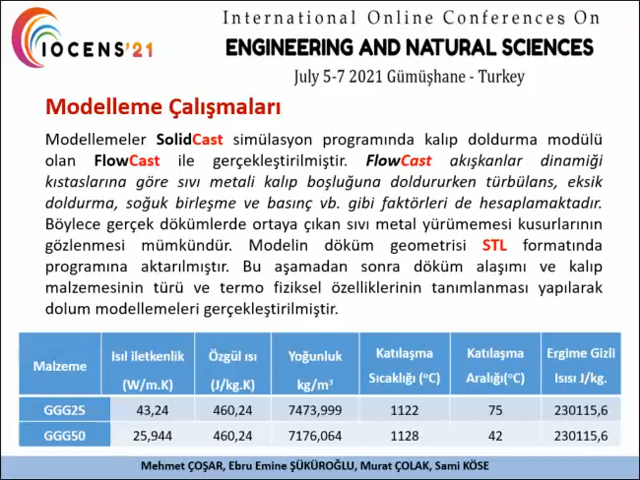 International Online Conferences On
IOCENS'21
ENGINEERING AND NATURAL SCIENCES
July 5-7 2021 Gümüşhane - Turkey
Modelleme Çalışmaları
Modellemeler SolidCast simülasyon programında kalıp doldurma modülü
olan FlowCast ile gerçekleştirilmiştir. FlowCast akışkanlar dinamiği
kıstaslarına göre sıvı metali kalıp boşluğuna doldururken türbülans, eksik
doldurma, soğuk birleşme ve basınç vb. gibi faktörleri de hesaplamaktadır.
Böylece gerçek dökümlerde ortaya çıkan sıvı metal yürümemesi kusurlarının
gözlenmesi mümkündür. Modelin döküm geometrisi STL formatında
programına aktarılmıştır. Bu aşamadan sonra döküm alaşımı ve kalıp
malzemesinin türü ve termo fiziksel özelliklerinin tanımlanması yapılarak
dolum modellemeleri gerçekleştirilmiştir.
Malzeme Isıl iletkenlik (W/m.K) Özgül ısı (J/kg.K) Yoğunluk kg/m³ Katılaşma Sıcaklığı (°C) Katılaşma Aralığı(°C) Ergime Gizli Isısı J/kg.
GGG25 43,24 460,24 7473,999 1122 75 230115,6
GGG50 25,944 460,24 7176,064 1128 42 230115,6
Mehmet ÇOŞAR, Ebru Emine ŞÜKÜROĞLU, Murat ÇOLAK, Sami KÖSE